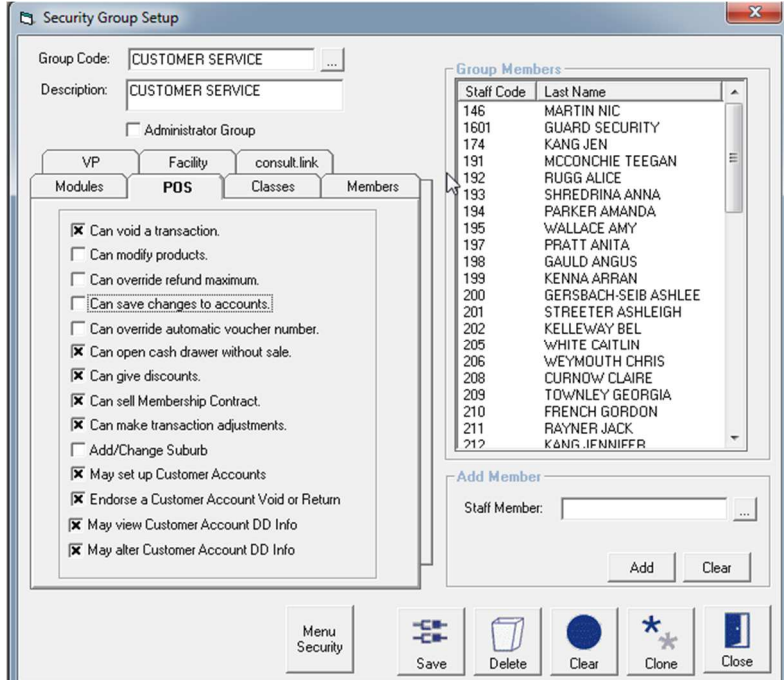 Security Group Setup
Group Code: CUSTOMER SERVICE ...
Description: CUSTOMER SERVICE
Administrator Group
VP Facility consult.link
Modules POS Classes Members
Can void a transaction.
Can modify products.
Can override refund maximum.
Can save changes to accounts.
Can override automatic voucher number.
Can open cash drawer without sale.
Can give discounts.
Can sell Membership Contract.
Can make transaction adjustments.
Add/Change Suburb
May set up Customer Accounts
Endorse a Customer Account Void or Return
May view Customer Account DD Info
May alter Customer Account DD Info
Group Members
Staff Code Last Name
146 MARTIN NIC
1601 GUARD SECURITY
174 KANG JEN
191 MCCONCHIE TEEGAN
192 RUGG ALICE
193 SHREDRINA ANNA
194 PARKER AMANDA
195 WALLACE AMY
197 PRATT ANITA
198 GAULD ANGUS
199 KENNA ARRAN
200 GERSBACH-SEIB ASHLEE
201 STREETER ASHLEIGH
202 KELLEWAY BEL
205 WHITE CAITLIN
206 WEYMOUTH CHRIS
208 CURNOW CLAIRE
209 TOWNLEY GEORGIA
210 FRENCH GORDON
211 RAYNER JACK
212 KANG JENNIFER
Add Member
Staff Member: ...
Add Clear
Menu Security
Save Delete Clear Clone Close